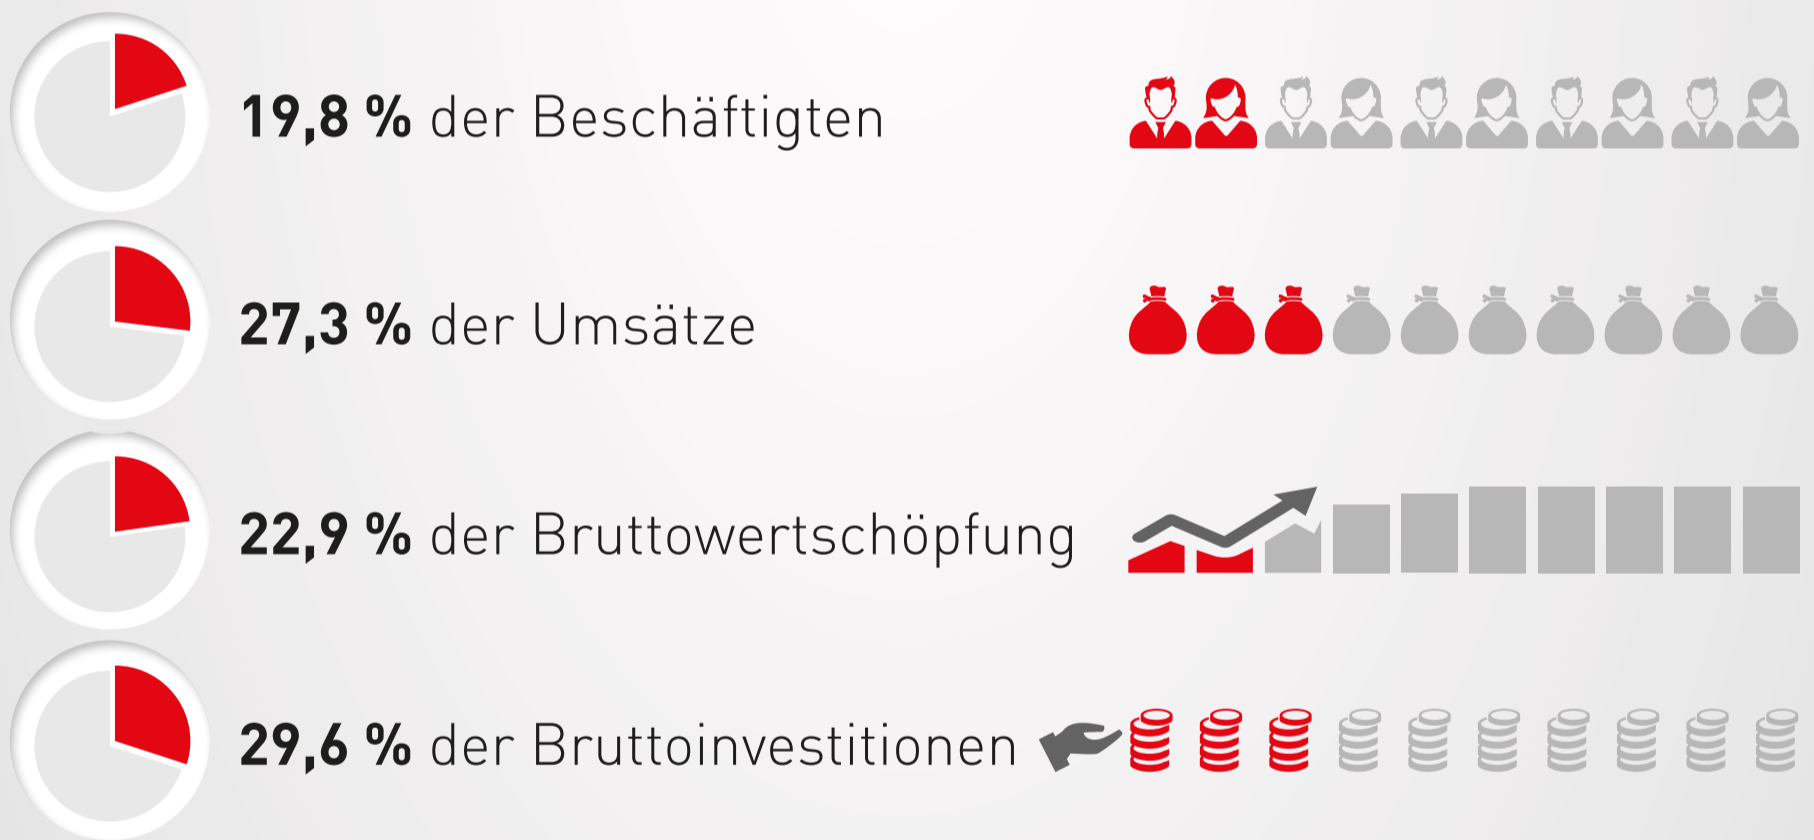 19,8 % der Beschäftigten
27,3 % der Umsätze
22,9 % der Bruttowertschöpfung
29,6 % der Bruttoinvestitionen